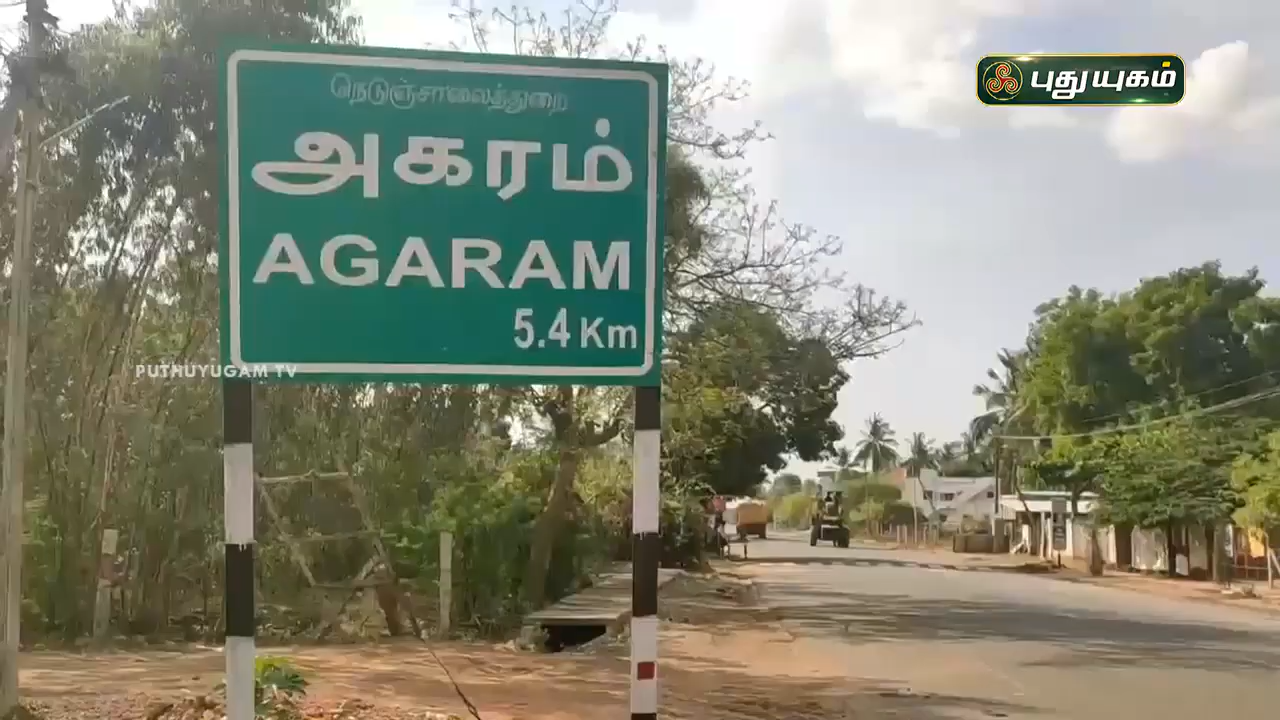 புதுயுகம்
நெடுஞ்சாலைத்துறை
அகரம்
AGARAM
5.4 Km
PUTHUYUGAM TV